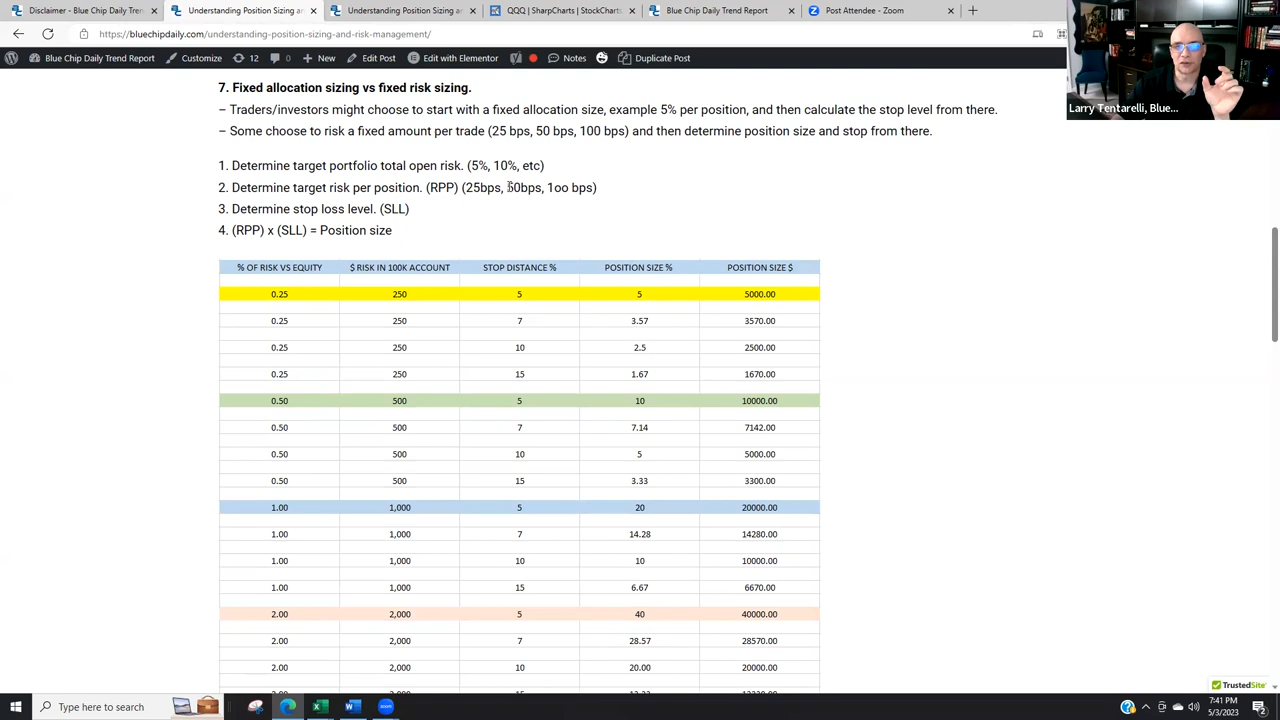 Disclaimer - Blue Chip Daily Tren
Understanding Position Sizing an
Understanding Position Sizing an
QQQ | SharpCharts | StockCharts
Blue Chip Daily Trend Report
Post Attendee - Zoom
https://bluechipdaily.com/understanding-position-sizing-and-risk-management/
Blue Chip Daily Trend Report
Customize
12
0
New
Edit Post
Edit with Elementor
Notes
Duplicate Post
Larry Tentarelli, Blue...
7. Fixed allocation sizing vs fixed risk sizing.
– Traders/investors might choose to start with a fixed allocation size, example 5% per position, and then calculate the stop level from there.
– Some choose to risk a fixed amount per trade (25 bps, 50 bps, 100 bps) and then determine position size and stop from there.
1. Determine target portfolio total open risk. (5%, 10%, etc)
2. Determine target risk per position. (RPP) (25bps, 50bps, 1oo bps)
3. Determine stop loss level. (SLL)
4. (RPP) x (SLL) = Position size
% OF RISK VS EQUITY $ RISK IN 100K ACCOUNT STOP DISTANCE % POSITION SIZE % POSITION SIZE $
0.25 250 5 5 5000.00
0.25 250 7 3.57 3570.00
0.25 250 10 2.5 2500.00
0.25 250 15 1.67 1670.00
0.50 500 5 10 10000.00
0.50 500 7 7.14 7142.00
0.50 500 10 5 5000.00
0.50 500 15 3.33 3300.00
1.00 1,000 5 20 20000.00
1.00 1,000 7 14.28 14280.00
1.00 1,000 10 10 10000.00
1.00 1,000 15 6.67 6670.00
2.00 2,000 5 40 40000.00
2.00 2,000 7 28.57 28570.00
2.00 2,000 10 20.00 20000.00
TrustedSite
Type here to search
7:41 PM
5/3/2023